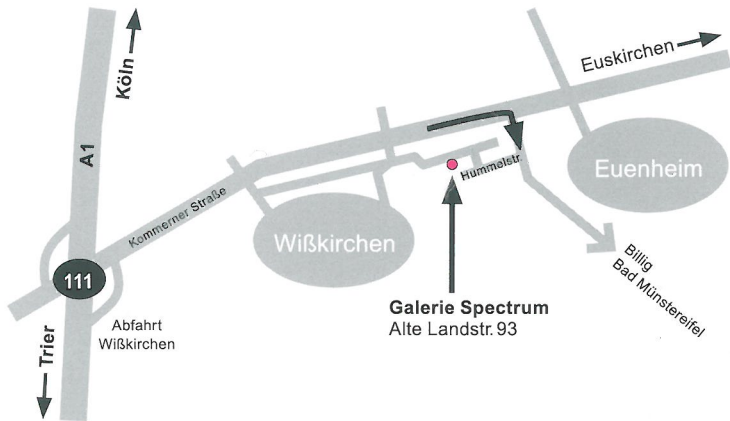 Köln
Euskirchen
A1
Hummelstr.
Euenheim
Kommerner Straße
Wißkirchen
Billig
Bad Münstereifel
111
Galerie Spectrum
Alte Landstr. 93
Abfahrt
Wißkirchen
Trier